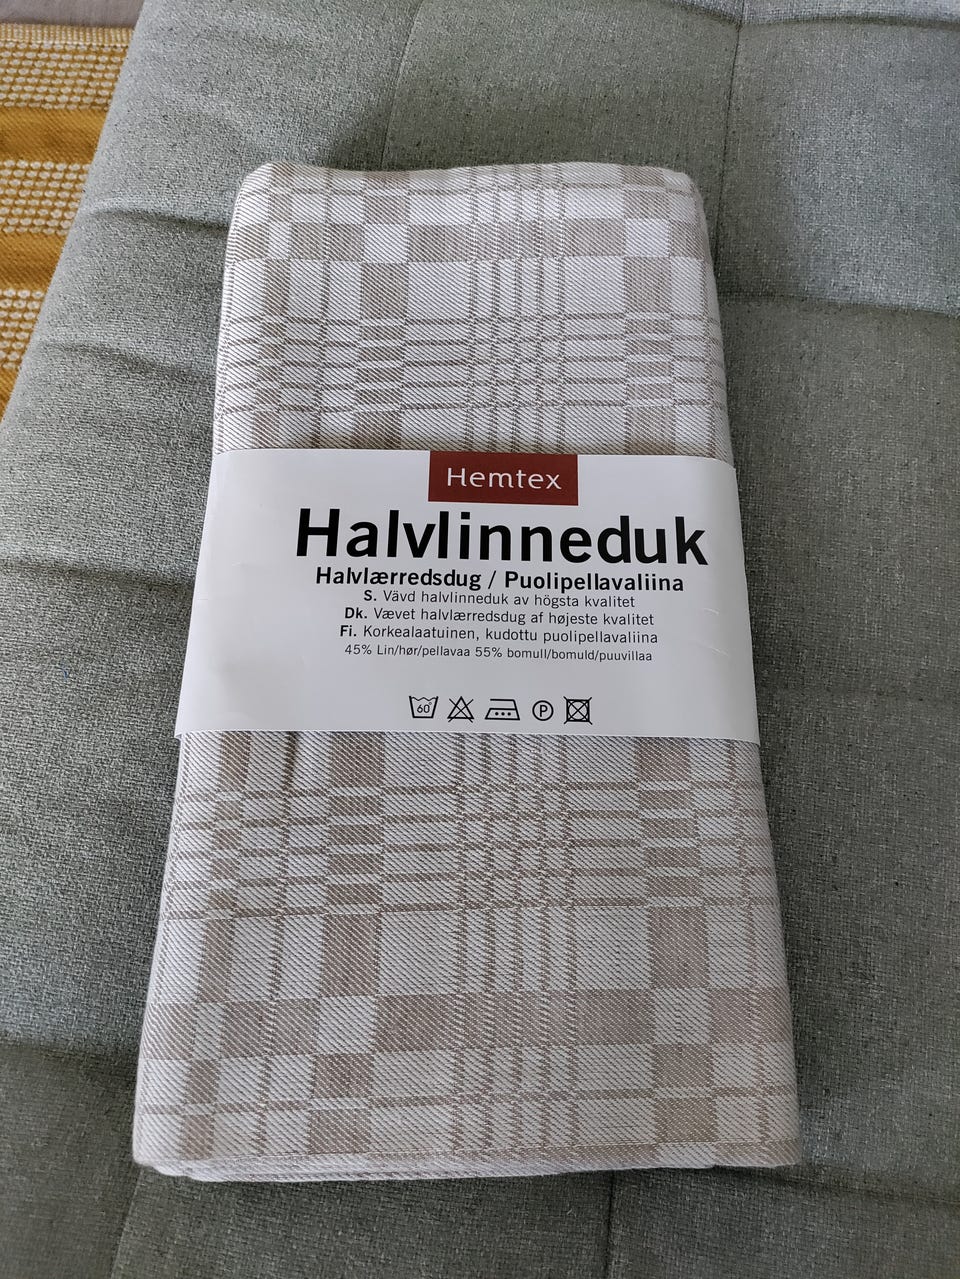 Hemtex
Halvlinneduk
Halvlærredsdug / Puolipellavaliina
S. Vävd halvlinneduk av högsta kvalitet
Dk. Vævet halvlærredsdug af højeste kvalitet
Fi. Korkealaatuinen, kudottu puolipellavaliina
45% Lin/hør/pellavaa 55% bomull/bomuld/puuvillaa
60° P